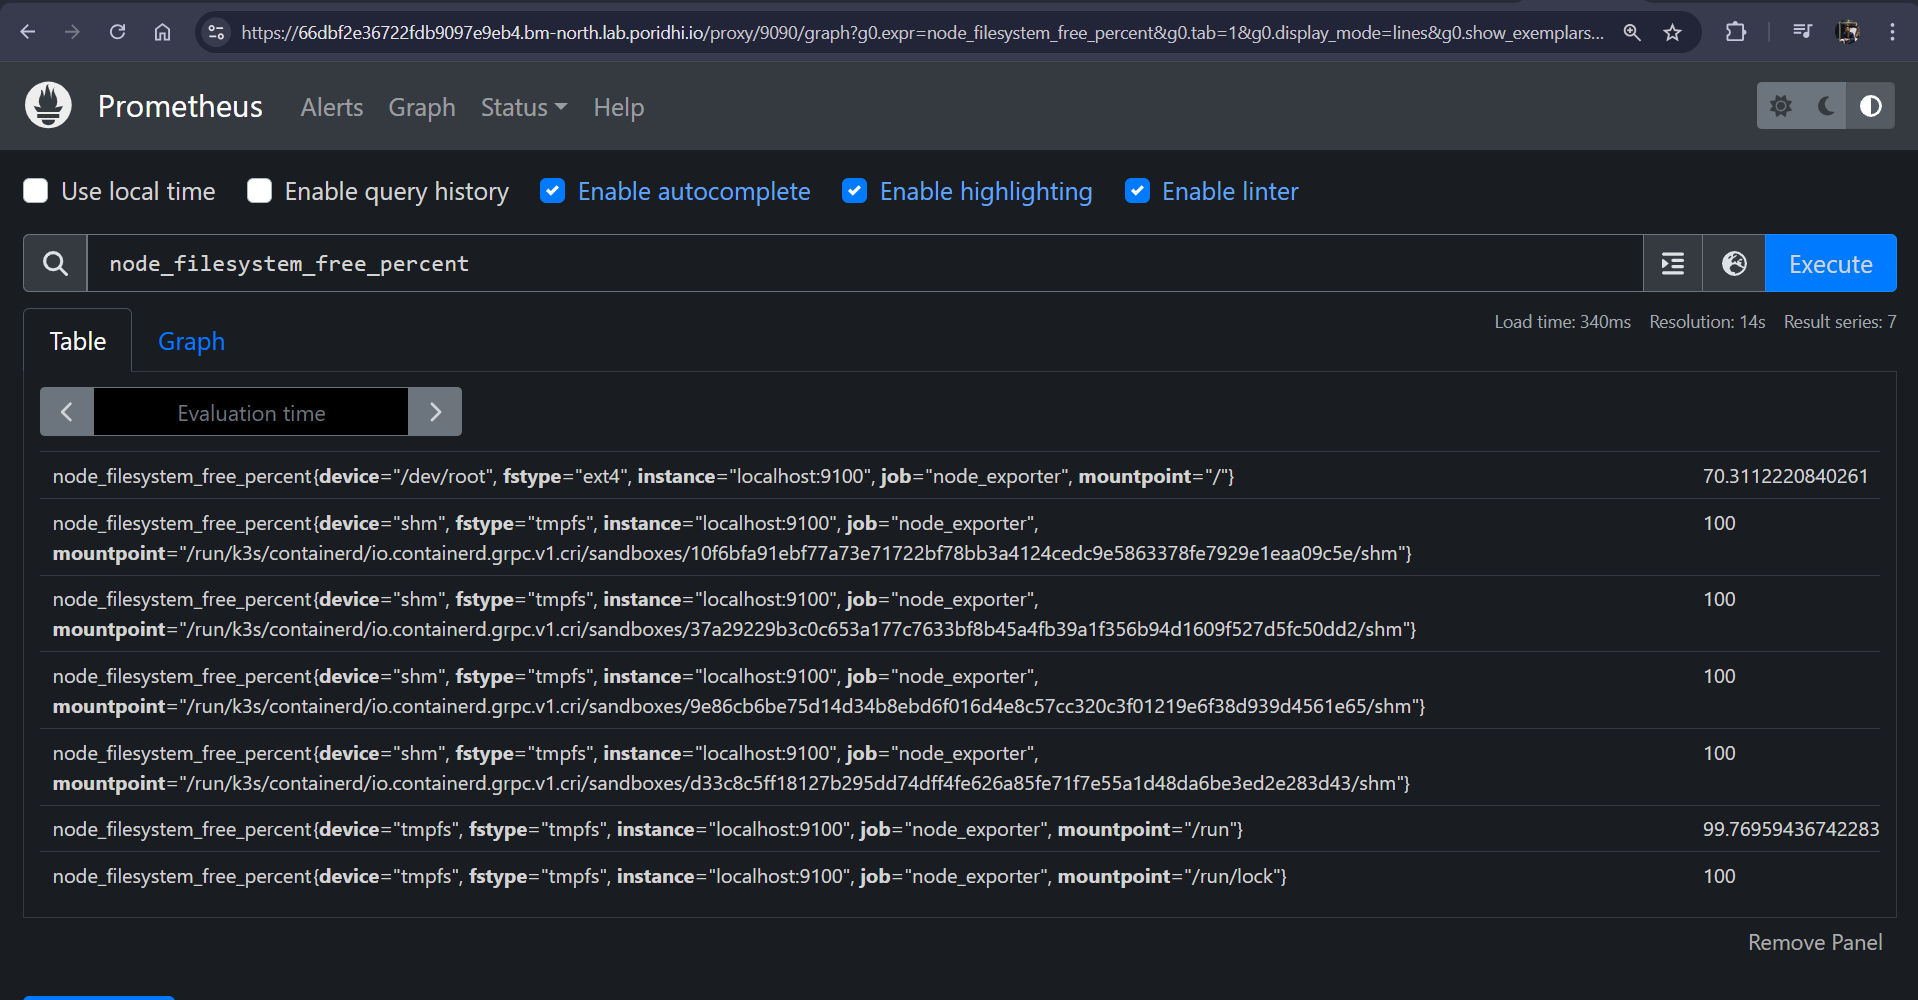 https://66dbf2e36722fdb9097e9eb4.bm-north.lab.poridhi.io/proxy/9090/graph?g0.expr=node_filesystem_free_percent&g0.tab=1&g0.display_mode=lines&g0.show_exemplars...
Prometheus Alerts Graph Status Help
Use local time Enable query history Enable autocomplete Enable highlighting Enable linter
node_filesystem_free_percent Execute
Load time: 340ms Resolution: 14s Result series: 7
Table Graph
Evaluation time
node_filesystem_free_percent{device="/dev/root", fstype="ext4", instance="localhost:9100", job="node_exporter", mountpoint="/"} 70.3112220840261
node_filesystem_free_percent{device="shm", fstype="tmpfs", instance="localhost:9100", job="node_exporter", 100
mountpoint="/run/k3s/containerd/io.containerd.grpc.v1.cri/sandboxes/10f6bfa91ebf77a73e71722bf78bb3a4124cedc9e5863378fe7929e1eaa09c5e/shm"}
node_filesystem_free_percent{device="shm", fstype="tmpfs", instance="localhost:9100", job="node_exporter", 100
mountpoint="/run/k3s/containerd/io.containerd.grpc.v1.cri/sandboxes/37a29229b3c0c653a177c7633bf8b45a4fb39a1f356b94d1609f527d5fc50dd2/shm"}
node_filesystem_free_percent{device="shm", fstype="tmpfs", instance="localhost:9100", job="node_exporter", 100
mountpoint="/run/k3s/containerd/io.containerd.grpc.v1.cri/sandboxes/9e86cb6be75d14d34b8ebd6f016d4e8c57cc320c3f01219e6f38d939d4561e65/shm"}
node_filesystem_free_percent{device="shm", fstype="tmpfs", instance="localhost:9100", job="node_exporter", 100
mountpoint="/run/k3s/containerd/io.containerd.grpc.v1.cri/sandboxes/d33c8c5ff18127b295dd74dff4fe626a85fe71f7e55a1d48da6be3ed2e283d43/shm"}
node_filesystem_free_percent{device="tmpfs", fstype="tmpfs", instance="localhost:9100", job="node_exporter", mountpoint="/run"} 99.76959436742283
node_filesystem_free_percent{device="tmpfs", fstype="tmpfs", instance="localhost:9100", job="node_exporter", mountpoint="/run/lock"} 100
Remove Panel